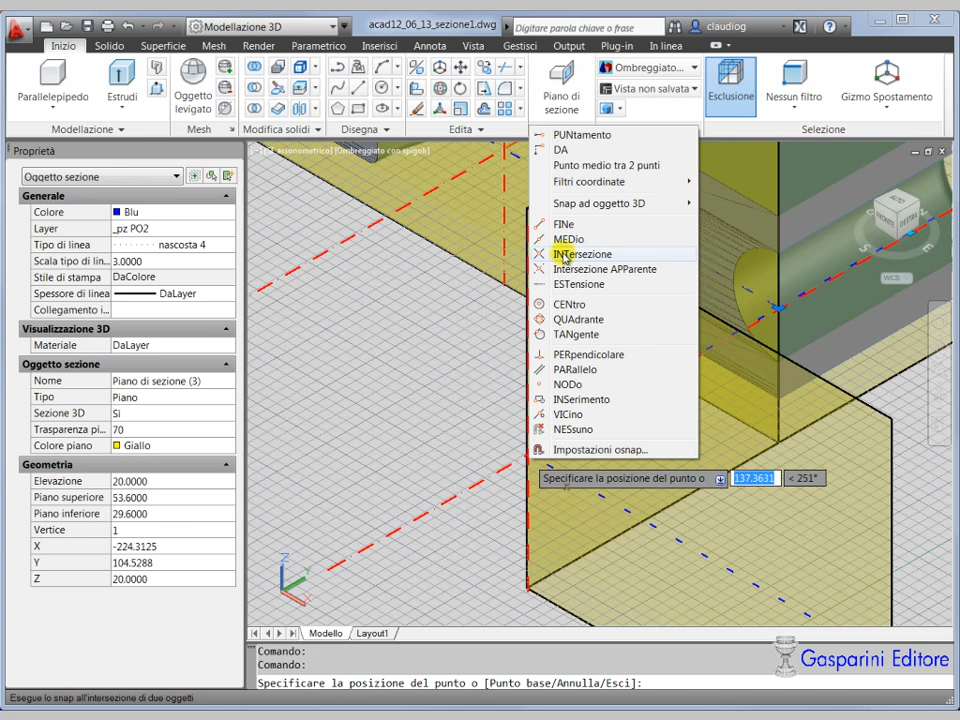 Modellazione 3D
acad12_06_13_sezione1.dwg
Digitare parola chiave o frase
claudiog
Inizio
Solido
Superficie
Mesh
Render
Parametrico
Inserisci
Annota
Vista
Gestisci
Output
Plug-in
In linea
Parallelepipedo
Estrudi
Oggetto
levigato
Piano di
sezione
Ombreggiato...
Vista non salvata
Esclusione
Nessun filtro
Gizmo Spostamento
Modellazione
Mesh
Modifica solidi
Disegna
Edita
Selezione
Proprietà
Oggetto sezione
Generale
Colore Blu
Layer _pz PO2
Tipo di linea nascosta 4
Scala tipo di lin... 3.0000
Stile di stampa DaColore
Spessore di linea DaLayer
Collegamento i...
Visualizzazione 3D
Materiale DaLayer
Oggetto sezione
Nome Piano di sezione (3)
Tipo Piano
Sezione 3D Sì
Trasparenza pi... 70
Colore piano Giallo
Geometria
Elevazione 20.0000
Piano superiore 53.6000
Piano inferiore 29.6000
Vertice 1
X -224.3125
Y 104.5288
Z 20.0000
PUNtamento
DA
Punto medio tra 2 punti
Filtri coordinate
Snap ad oggetto 3D
FINe
MEDio
INTersezione
Intersezione APParente
ESTensione
CENtro
QUAdrante
TANgente
PERpendicolare
PARallelo
NODo
INSerimento
VICino
NESsuno
Impostazioni osnap...
Specificare la posizione del punto o
137.3631
< 251°
ALTO
FRONTE
DESTRA
S
E
WCS
Z
Y
X
Modello
Layout1
Comando:
Comando:
Specificare la posizione del punto o [Punto base/Annulla/Esci]:
Gasparini Editore
Esegue lo snap all'intersezione di due oggetti